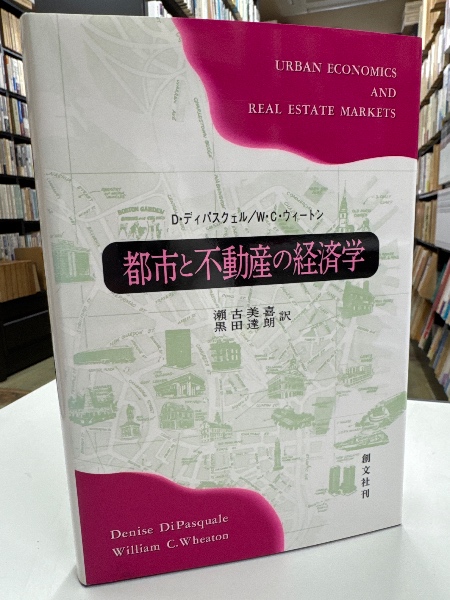 URBAN ECONOMICS
AND
REAL ESTATE MARKETS
D・ディパスクェル／W・C・ウィートン
都市と不動産の経済学
瀬古美喜
黒田達朗
訳
創文社刊
Denise DiPasquale
William C. Wheaton
BOSTON GARDEN